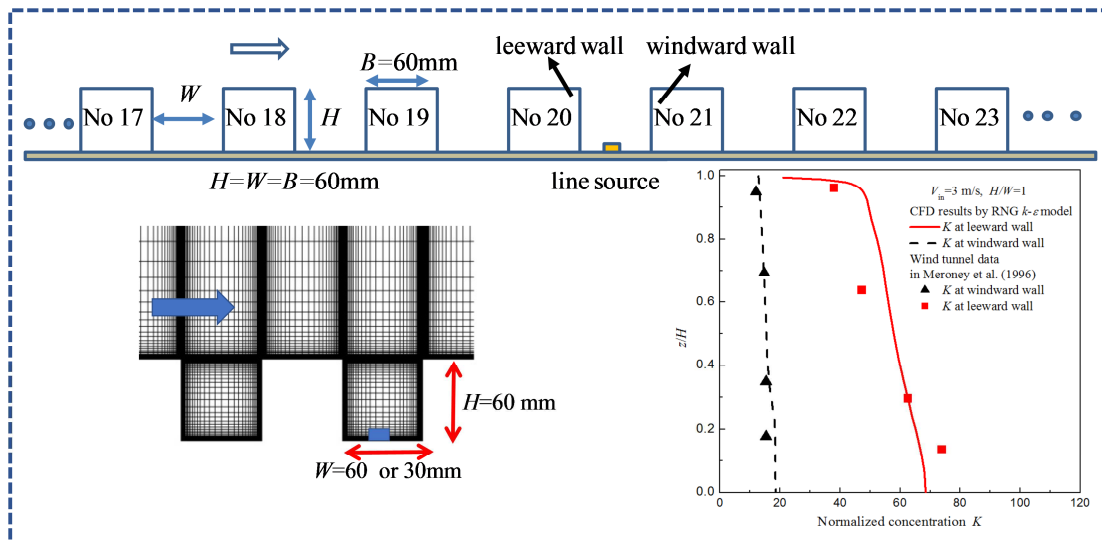 leeward wall
windward wall
B=60mm
W
H
No 17
No 18
No 19
No 20
No 21
No 22
No 23
H=W=B=60mm
line source
H=60 mm
W=60 or 30mm
Vin=3 m/s, H/W=1
CFD results by RNG k-ε model
K at leeward wall
K at windward wall
Wind tunnel data
in Meroney et al. (1996)
K at windward wall
K at leeward wall
z/H
1.0
0.8
0.6
0.4
0.2
0.0
0 20 40 60 80 100 120
Normalized concentration K